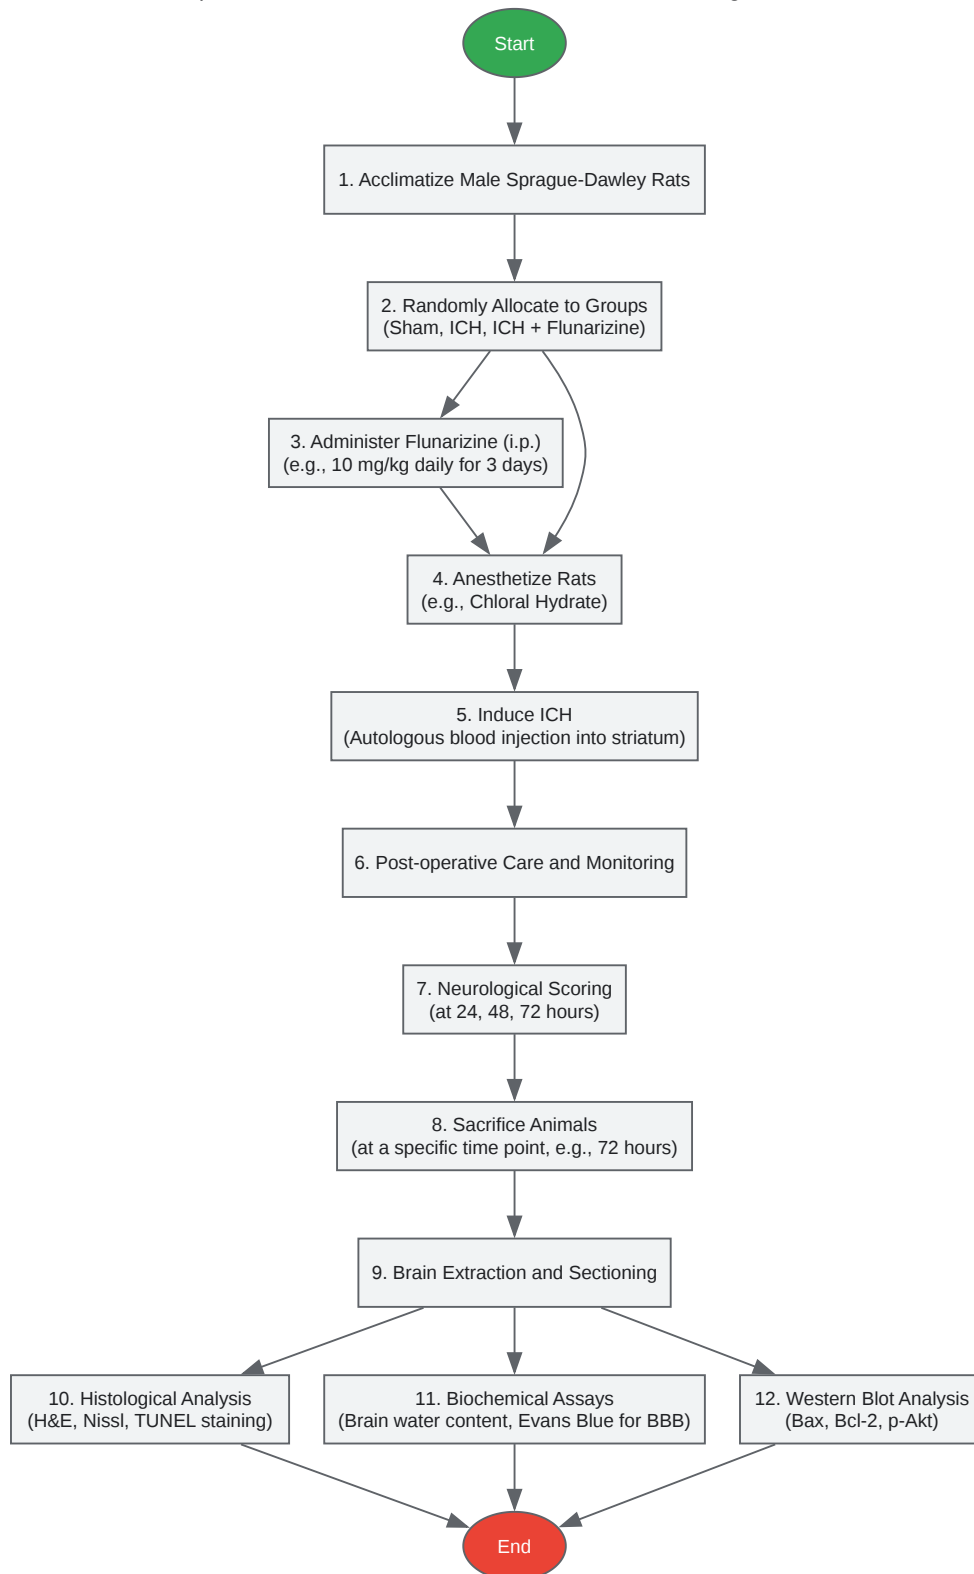 Start
1. Acclimatize Male Sprague-Dawley Rats
2. Randomly Allocate to Groups
(Sham, ICH, ICH + Flunarizine)
3. Administer Flunarizine (i.p.)
(e.g., 10 mg/kg daily for 3 days)
4. Anesthetize Rats
(e.g., Chloral Hydrate)
5. Induce ICH
(Autologous blood injection into striatum)
6. Post-operative Care and Monitoring
7. Neurological Scoring
(at 24, 48, 72 hours)
8. Sacrifice Animals
(at a specific time point, e.g., 72 hours)
9. Brain Extraction and Sectioning
10. Histological Analysis
(H&E, Nissl, TUNEL staining)
11. Biochemical Assays
(Brain water content, Evans Blue for BBB)
12. Western Blot Analysis
(Bax, Bcl-2, p-Akt)
End